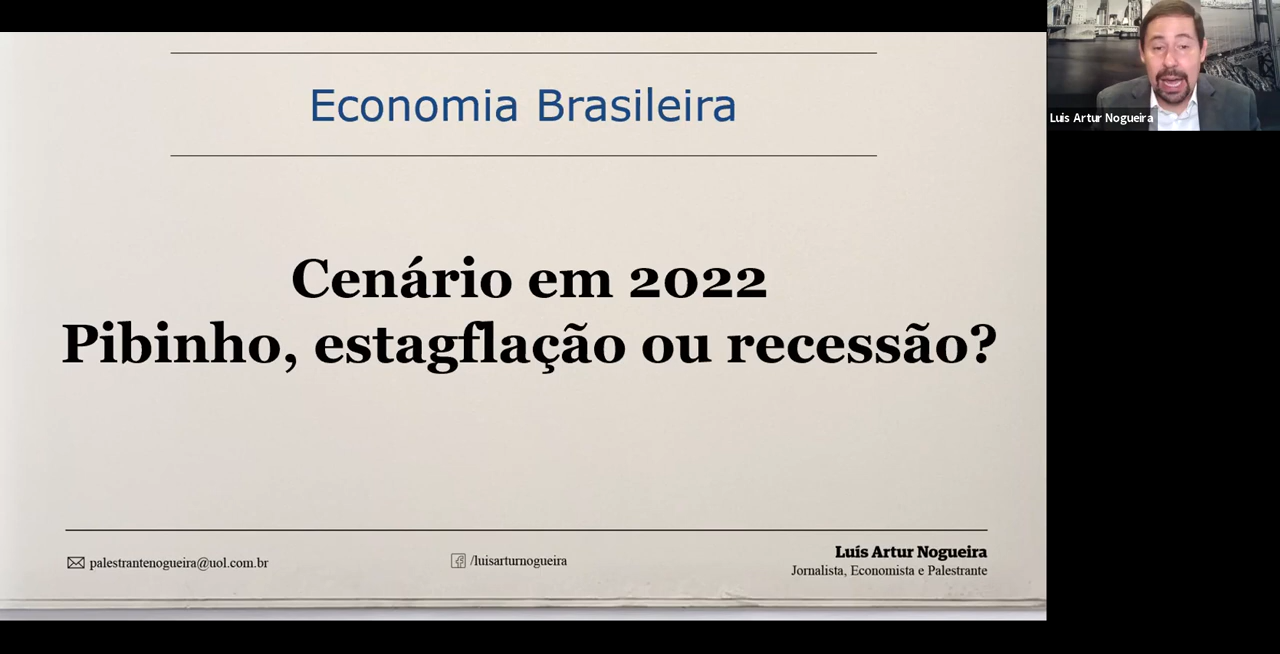 Economia Brasileira
Cenário em 2022
Pibinho, estagflação ou recessão?
palestrantenogueira@uol.com.br
/luisarturnogueira
Luís Artur Nogueira
Jornalista, Economista e Palestrante
Luis Artur Nogueira